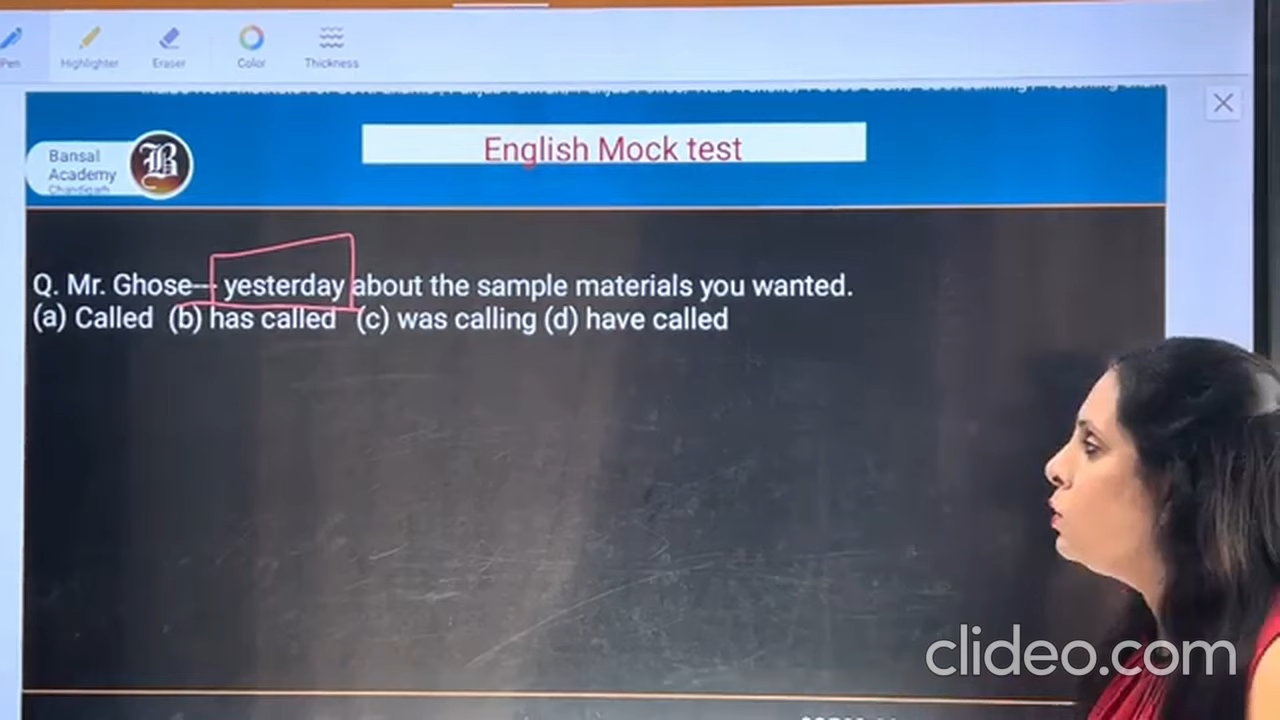 Pen Highlighter Eraser Color Thickness
Bansal
Academy
Chandigarh
B
English Mock test
Q. Mr. Ghose--- yesterday about the sample materials you wanted.
(a) Called (b) has called (c) was calling (d) have called
clideo.com